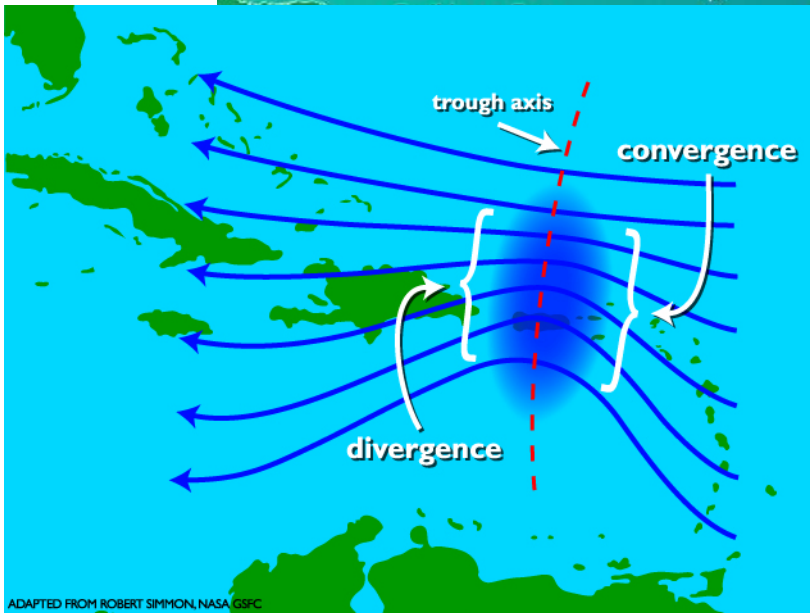 trough axis
convergence
divergence
ADAPTED FROM ROBERT SIMMON, NASA GSFC